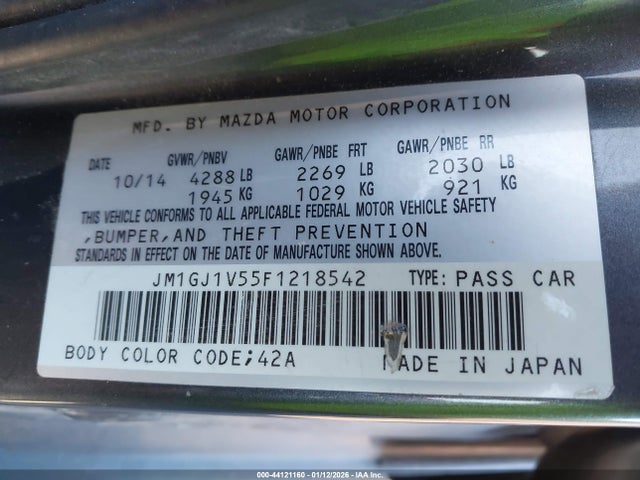 MFD. BY MAZDA MOTOR CORPORATION
DATE GVWR/PNBV GAWR/PNBE FRT GAWR/PNBE RR
10/14 4288 LB 2269 LB 2030 LB
1945 KG 1029 KG 921 KG
THIS VEHICLE CONFORMS TO ALL APPLICABLE FEDERAL MOTOR VEHICLE SAFETY
,BUMPER,AND THEFT PREVENTION
STANDARDS IN EFFECT ON THE DATE OF MANUFACTURE SHOWN ABOVE.
JM1GJ1V55F1218542 TYPE: PASS CAR
BODY COLOR CODE;42A MADE IN JAPAN
000-44121160 - 01/12/2026 - IAA Inc.